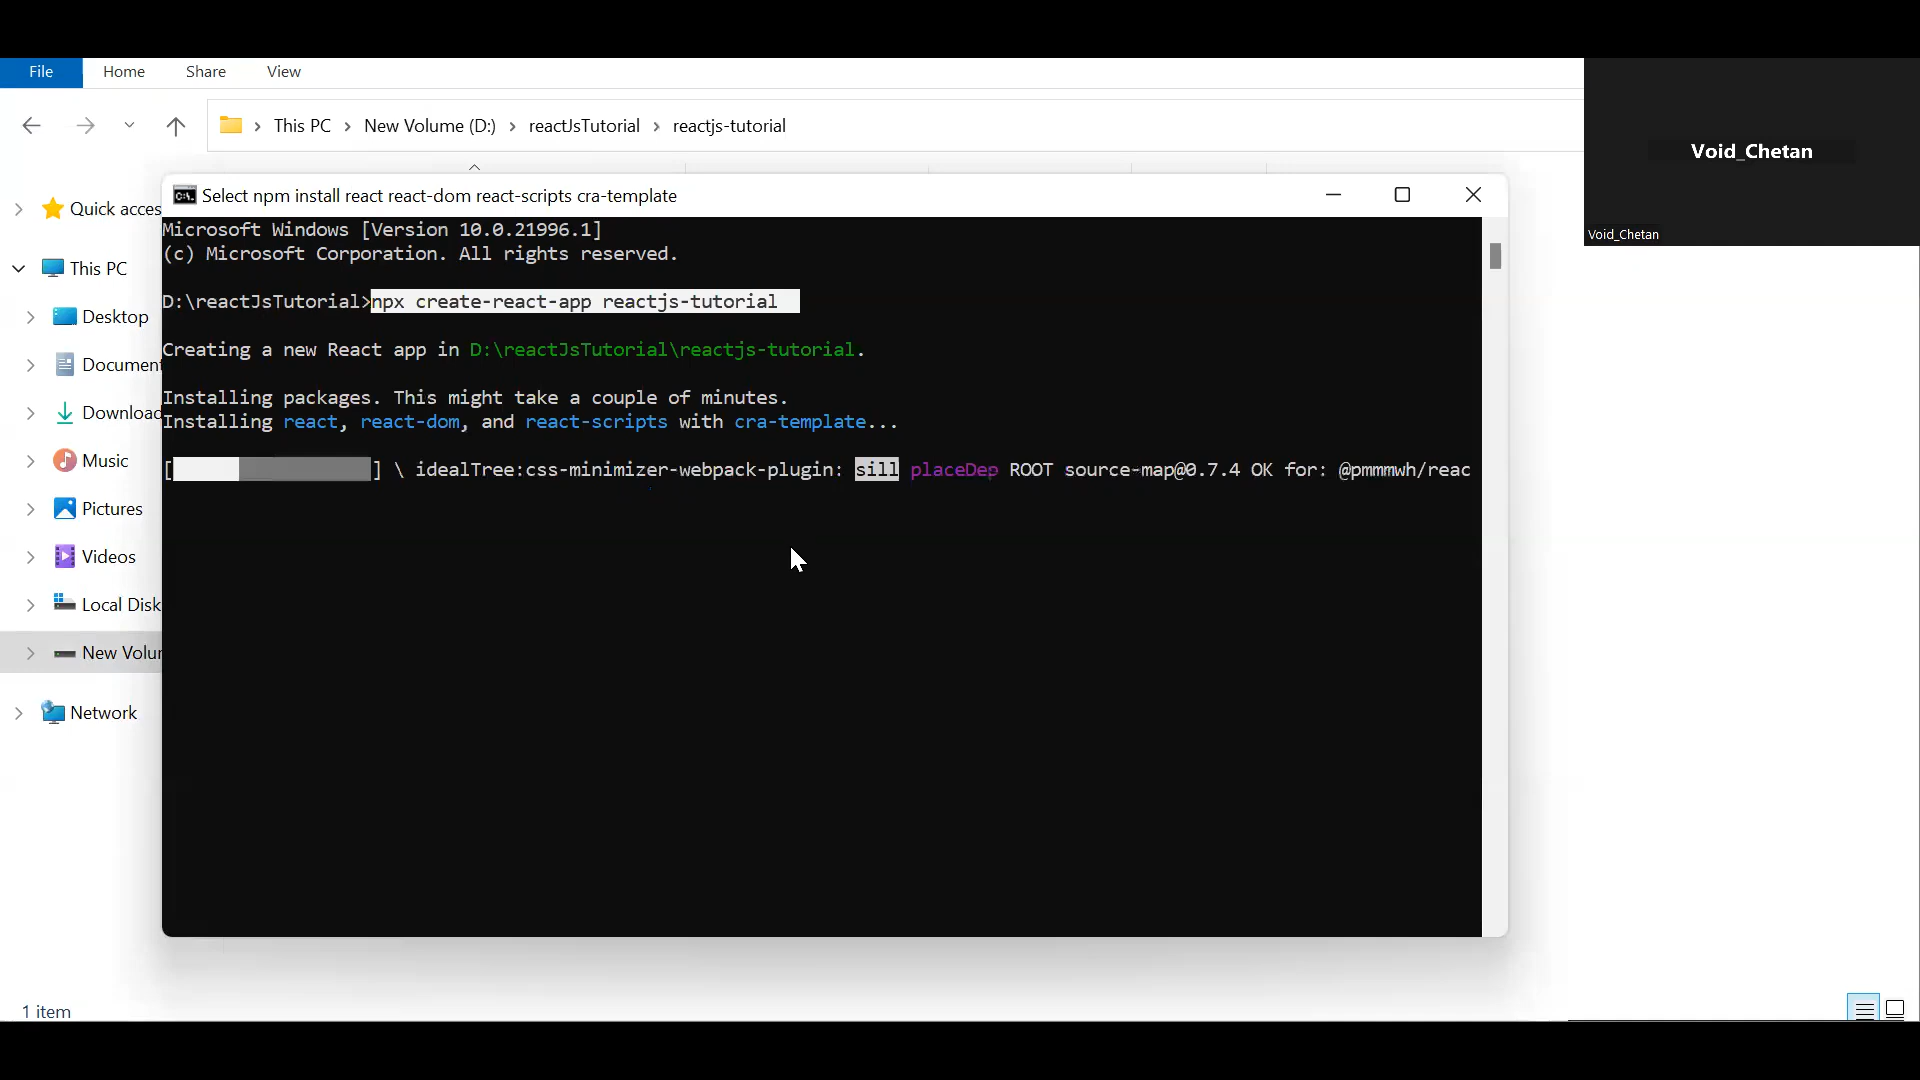 File Home Share View
This PC New Volume (D:) reactJsTutorial reactjs-tutorial
Void_Chetan
Void_Chetan
Select npm install react react-dom react-scripts cra-template
Quick acces
This PC
Desktop
Document
Download
Music
Pictures
Videos
Local Disk
New Volum
Network
Microsoft Windows [Version 10.0.21996.1]
(c) Microsoft Corporation. All rights reserved.
D:\reactJsTutorial>npx create-react-app reactjs-tutorial
Creating a new React app in D:\reactJsTutorial\reactjs-tutorial.
Installing packages. This might take a couple of minutes.
Installing react, react-dom, and react-scripts with cra-template...
[ ] \ idealTree:css-minimizer-webpack-plugin: sill placeDep ROOT source-map@0.7.4 OK for: @pmmmwh/reac
1 item